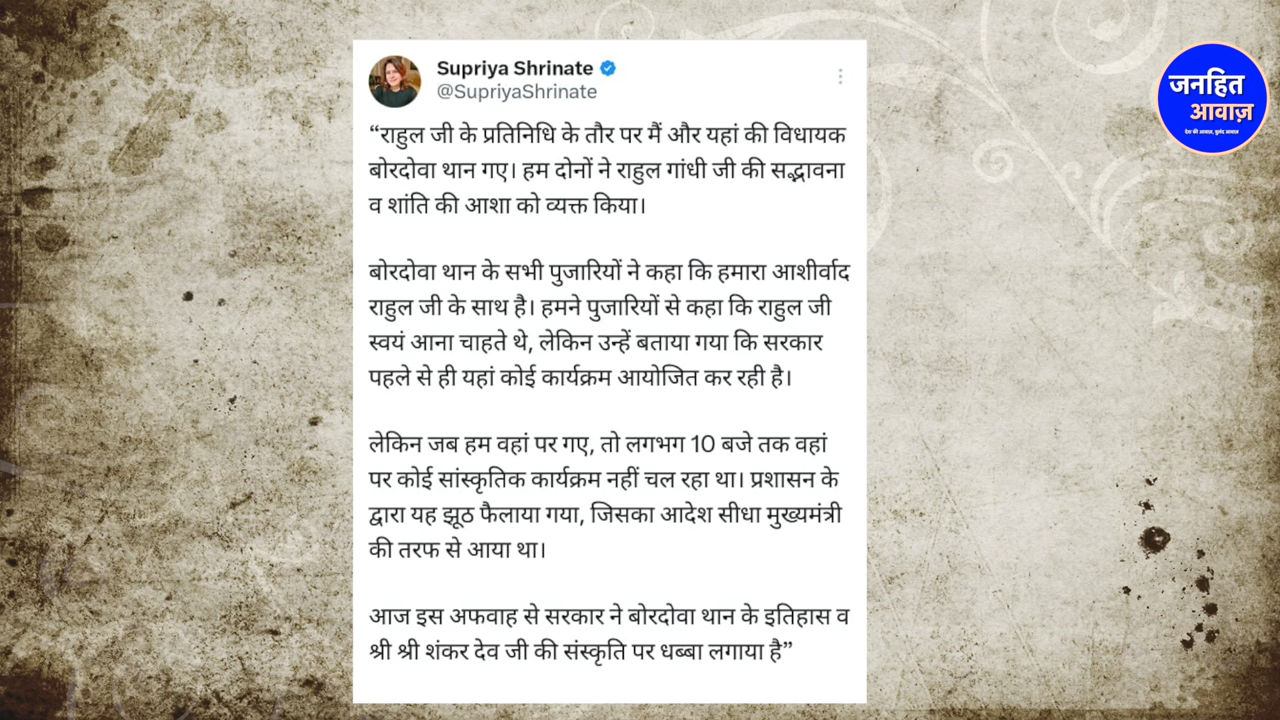 जनहित
आवाज़
देश की आवाज़, बुलंद आवाज़
Supriya Shrinate
@SupriyaShrinate
“राहुल जी के प्रतिनिधि के तौर पर मैं और यहां की विधायक
बोरदोवा थान गए। हम दोनों ने राहुल गांधी जी की सद्भावना
व शांति की आशा को व्यक्त किया।
बोरदोवा थान के सभी पुजारियों ने कहा कि हमारा आशीर्वाद
राहुल जी के साथ है। हमने पुजारियों से कहा कि राहुल जी
स्वयं आना चाहते थे, लेकिन उन्हें बताया गया कि सरकार
पहले से ही यहां कोई कार्यक्रम आयोजित कर रही है।
लेकिन जब हम वहां पर गए, तो लगभग 10 बजे तक वहां
पर कोई सांस्कृतिक कार्यक्रम नहीं चल रहा था। प्रशासन के
द्वारा यह झूठ फैलाया गया, जिसका आदेश सीधा मुख्यमंत्री
की तरफ से आया था।
आज इस अफवाह से सरकार ने बोरदोवा थान के इतिहास व
श्री श्री शंकर देव जी की संस्कृति पर धब्बा लगाया है”